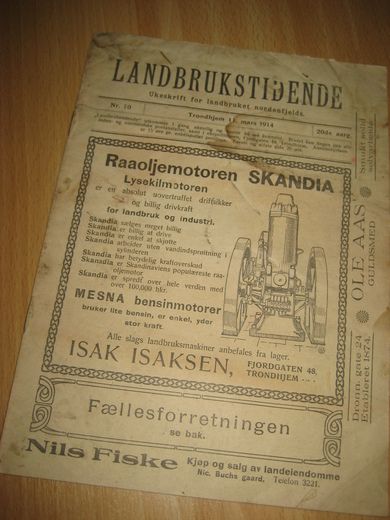 LANDBRUKSTIDENDE
Ukeskrift for landbruket nordenfjelds.
Nr. 10
Trondhjem 11. mars 1914
20de aarg.
Raaoljemotoren SKANDIA
Lysekilmotoren
er en absolut uovertruffet driftsikker
og billig drivkraft
for landbruk og industri.
Skandia sælges meget billig
Skandia er billig at drive
Skandia er enkel at skjøtte
Skandia arbeider uten vandindsprøitning i
cylinderen
Skandia har betydelig kraftoverskud
Skandia er Skandinaviens populæreste raa-
oljemotor
Skandia er spredt over hele verden med
over 100.000 hkr.
MESNA bensinmotorer
bruker lite bensin, er enkel, yder
stor kraft.
Alle slags landbruksmaskiner anbefales fra lager.
ISAK ISAKSEN,
FJORDGATEN 48,
TRONDHJEM
OLE AAS
GULDSMED
Dronn. gate 24
Etableret 1874.
Fællesforretningen
se bak.
Nils Fiske
Kjøp og salg av landeiendomme
Nic. Buchs gaard. Telefon 3221.